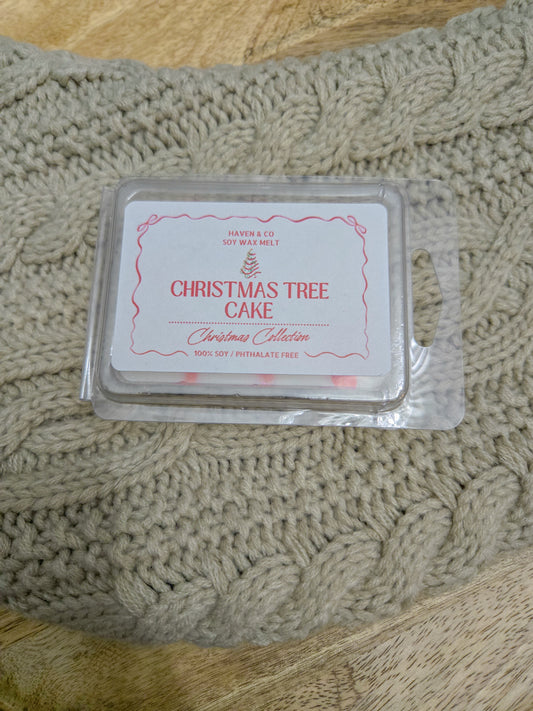 HAVEN & CO
SOY WAX MELT
CHRISTMAS TREE
CAKE
Christmas Collection
100% SOY / PHTHALATE FREE